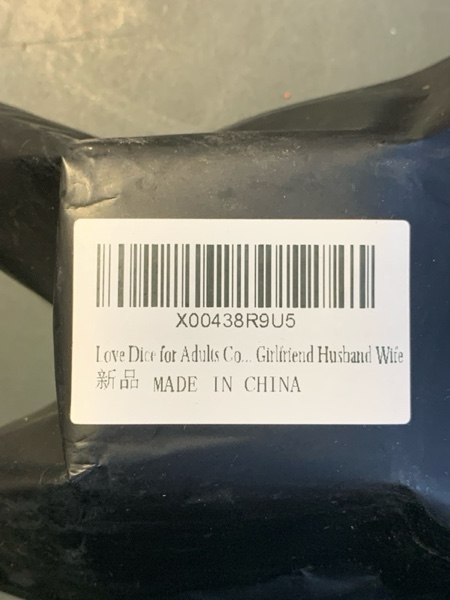 X00438R9U5
Love Dice for Adults Co... Girlfriend Husband Wife
新品 MADE IN CHINA